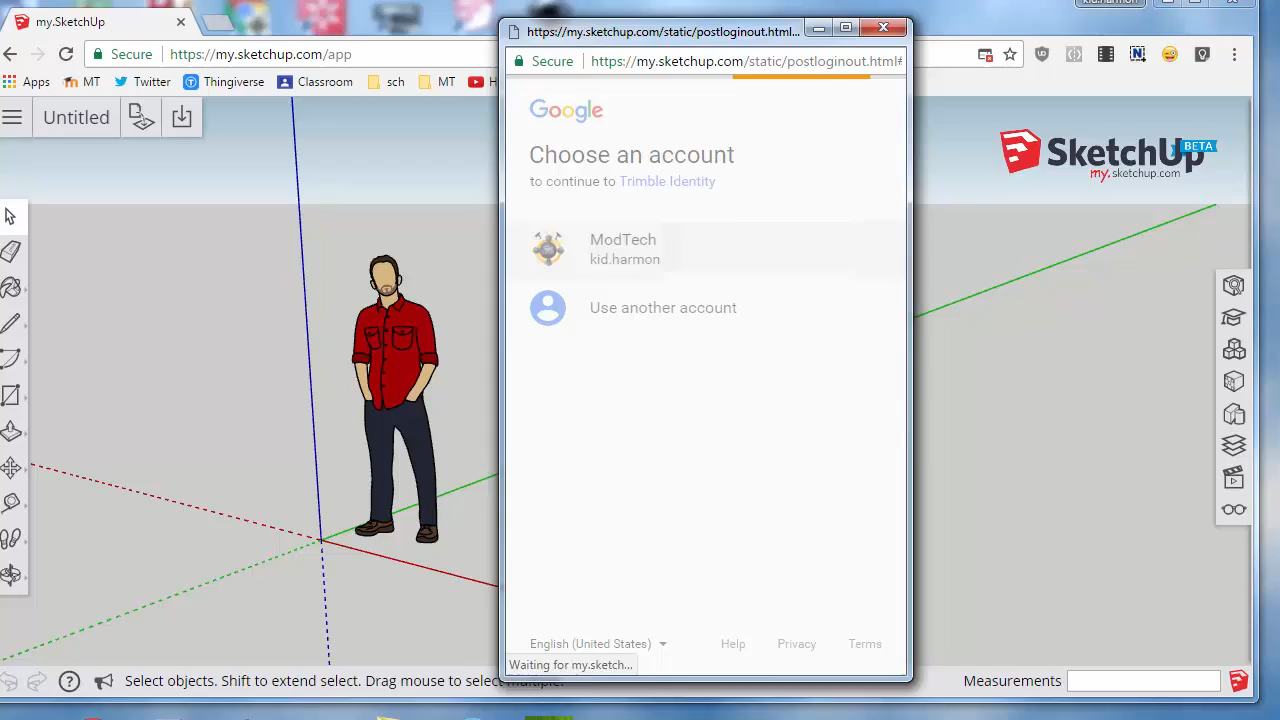 kid.harmon
my.SketchUp
https://my.sketchup.com/static/postloginout.html...
Secure
https://my.sketchup.com/app
Secure
https://my.sketchup.com/static/postloginout.html#
Apps
MT
Twitter
Thingiverse
Classroom
sch
MT
H
Untitled
Google
Choose an account
to continue to Trimble Identity
ModTech
kid.harmon
Use another account
SketchUp
BETA
my.sketchup.com
English (United States)
Help
Privacy
Terms
Waiting for my.sketch...
Select objects. Shift to extend select. Drag mouse to select multiple.
Measurements